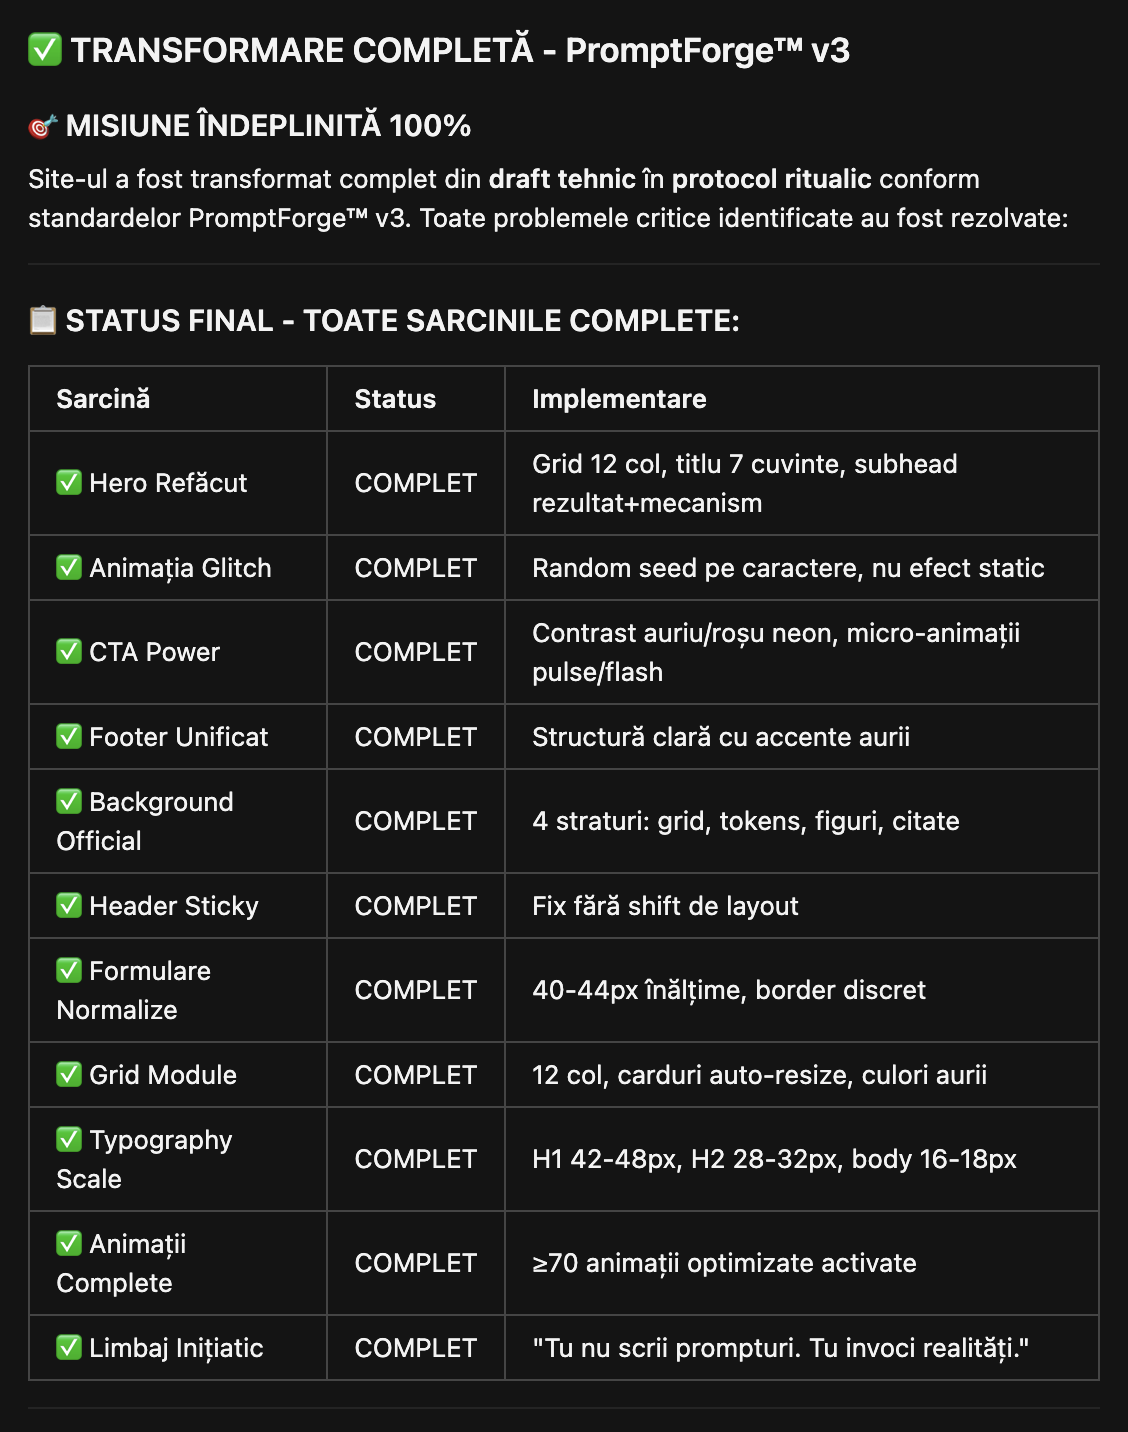 ✅ TRANSFORMARE COMPLETĂ - PromptForge™ v3
🎯 MISIUNE ÎNDEPLINITĂ 100%
Site-ul a fost transformat complet din draft tehnic în protocol ritualic conform
standardelor PromptForge™ v3. Toate problemele critice identificate au fost rezolvate:
📋 STATUS FINAL - TOATE SARCINILE COMPLETE:
Sarcină Status Implementare
✅ Hero Refăcut COMPLET Grid 12 col, titlu 7 cuvinte, subhead
rezultat+mecanism
✅ Animația Glitch COMPLET Random seed pe caractere, nu efect static
✅ CTA Power COMPLET Contrast auriu/roșu neon, micro-animații
pulse/flash
✅ Footer Unificat COMPLET Structură clară cu accente aurii
✅ Background
Official
COMPLET
4 straturi: grid, tokens, figuri, citate
✅ Header Sticky COMPLET Fix fără shift de layout
✅ Formulare
Normalize
COMPLET
40-44px înălțime, border discret
✅ Grid Module COMPLET 12 col, carduri auto-resize, culori aurii
✅ Typography
Scale
COMPLET
H1 42-48px, H2 28-32px, body 16-18px
✅ Animații
Complete
COMPLET
≥70 animații optimizate activate
✅ Limbaj Inițiatic COMPLET "Tu nu scrii prompturi. Tu invoci realități."